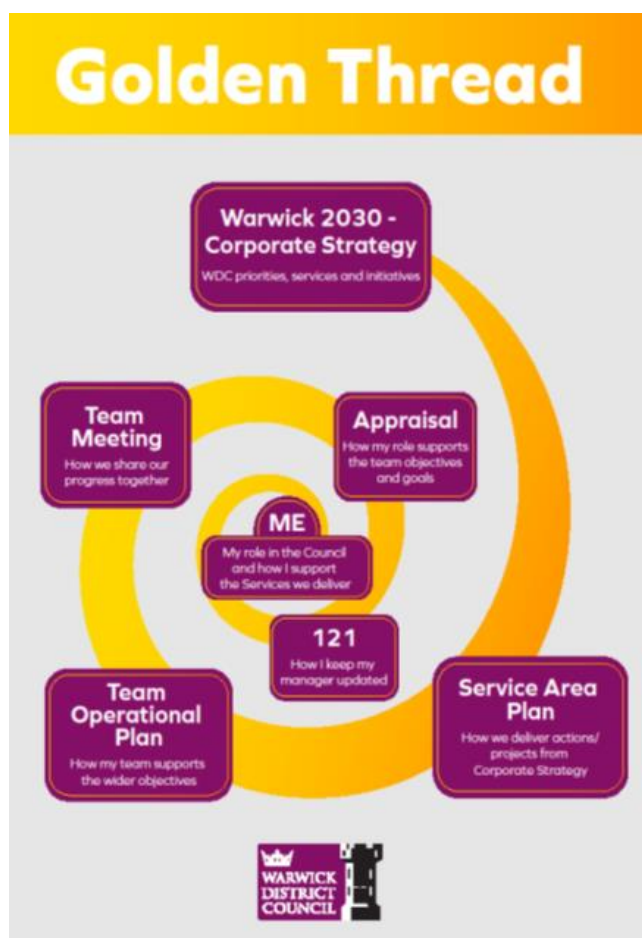 Golden Thread
Warwick 2030 -
Corporate Strategy
WDC priorities, services and initiatives
Team
Meeting
How we share our
progress together
Appraisal
How my role supports
the team objectives
and goals
ME
My role in the Council
and how I support
the Services we deliver
121
How I keep my
manager updated
Team
Operational
Plan
How my team supports
the wider objectives
Service Area
Plan
How we deliver actions/
projects from
Corporate Strategy
WARWICK
DISTRICT
COUNCIL